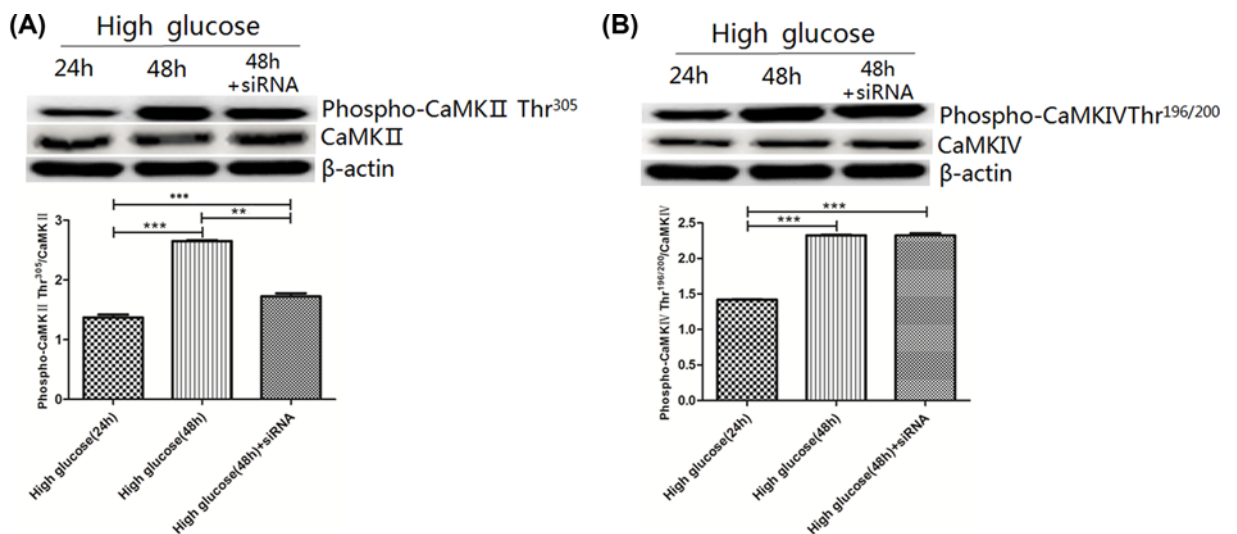 (A)
High glucose
24h 48h 48h +siRNA
Phospho-CaMKⅡ Thr305
CaMKⅡ
β-actin
***
***
**
Phospho-CaMKⅡ Thr305/CaMKⅡ
3
2
1
0
High glucose(24h)
High glucose(48h)
High glucose(48h)+siRNA
(B)
High glucose
24h 48h 48h +siRNA
Phospho-CaMKIVThr196/200
CaMKIV
β-actin
***
***
Phospho-CaMKⅣ Thr196/200/CaMKⅣ
2.5
2.0
1.5
1.0
0.5
0.0
High glucose(24h)
High glucose(48h)
High glucose(48h)+siRNA